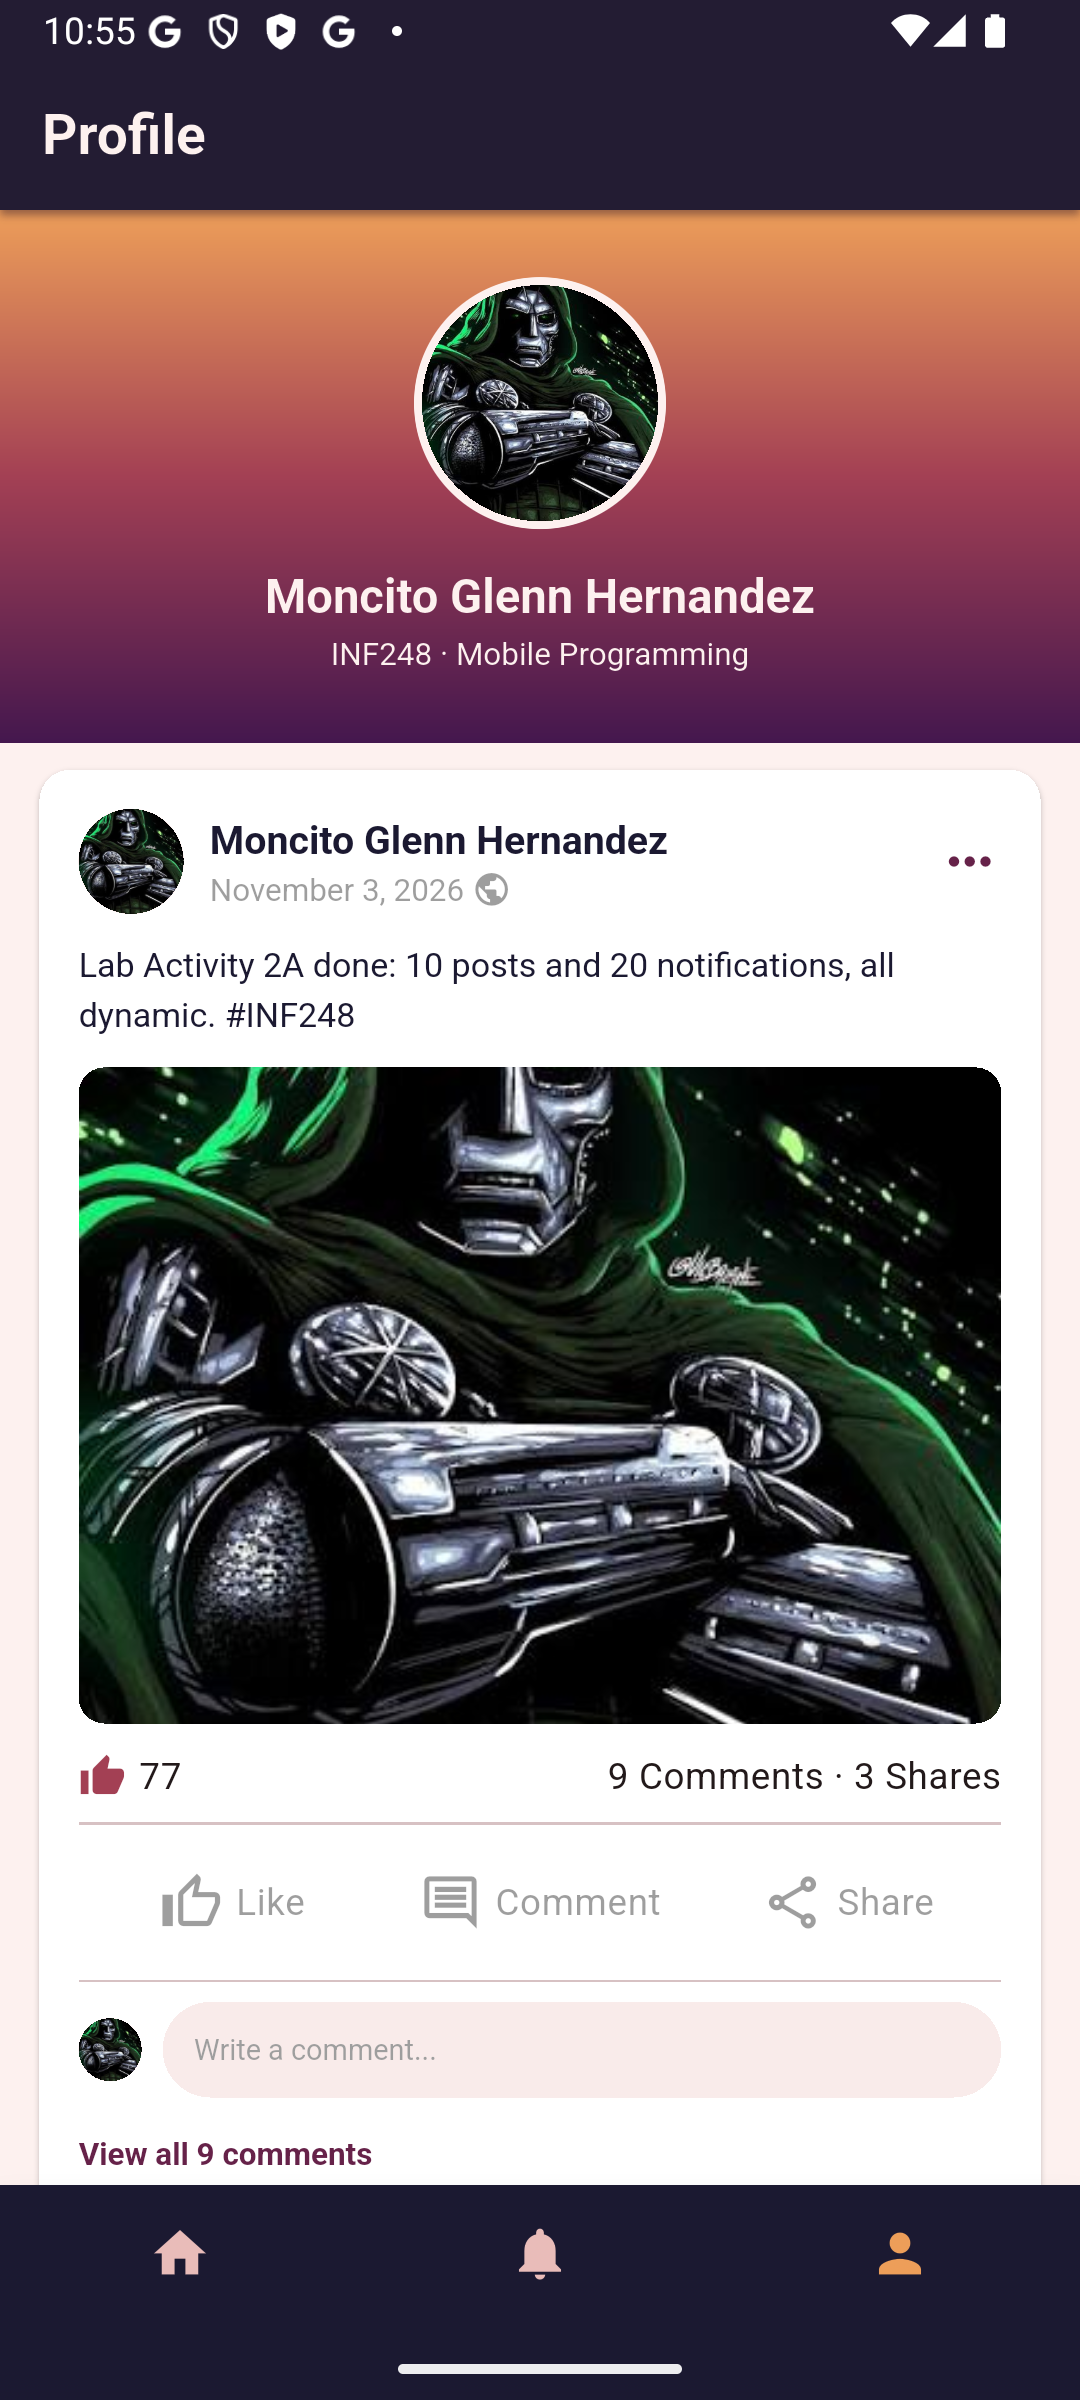 10:55
Profile
Moncito Glenn Hernandez
INF248 · Mobile Programming
Moncito Glenn Hernandez
November 3, 2026
Lab Activity 2A done: 10 posts and 20 notifications, all
dynamic. #INF248
77
9 Comments · 3 Shares
Like
Comment
Share
Write a comment...
View all 9 comments